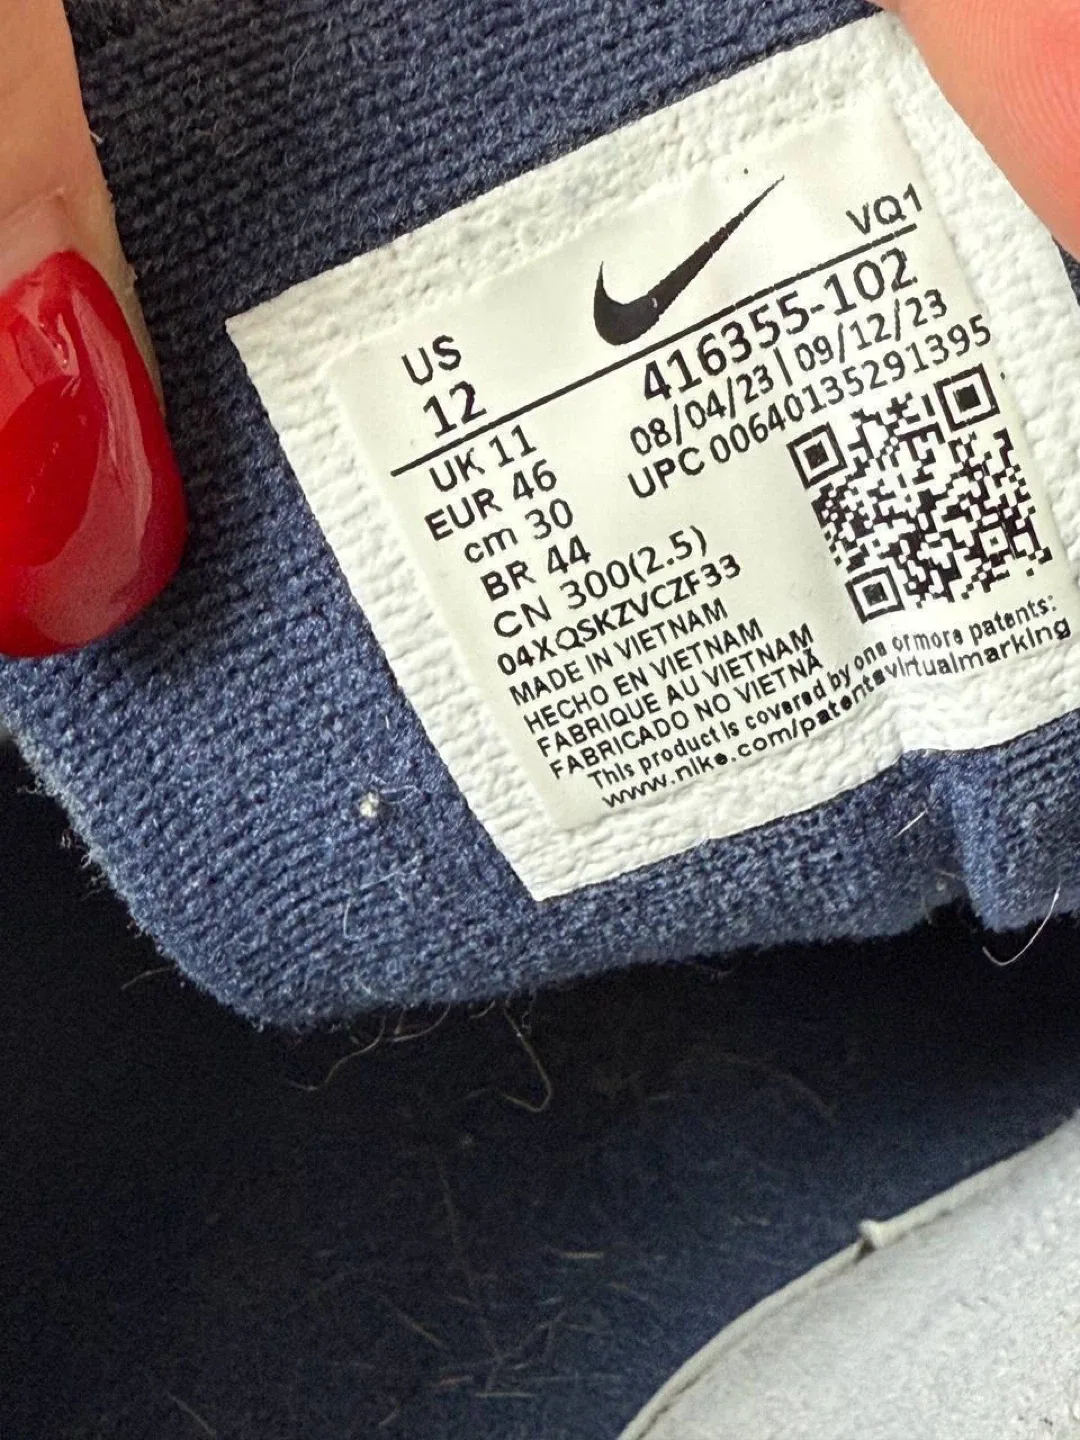 VQ1
US
12
416355-102
08/04/23 | 09/12/23
UPC 00640135291395
UK 11
EUR 46
cm 30
BR 44
CN 300(2.5)
04XQSKZVCZF33
MADE IN VIETNAM
HECHO EN VIETNAM
FABRIQUE AU VIETNAM
FABRICADO NO VIETNÃ
This product is covered by one or more patents:
www.nike.com/patentsvirtualmarking